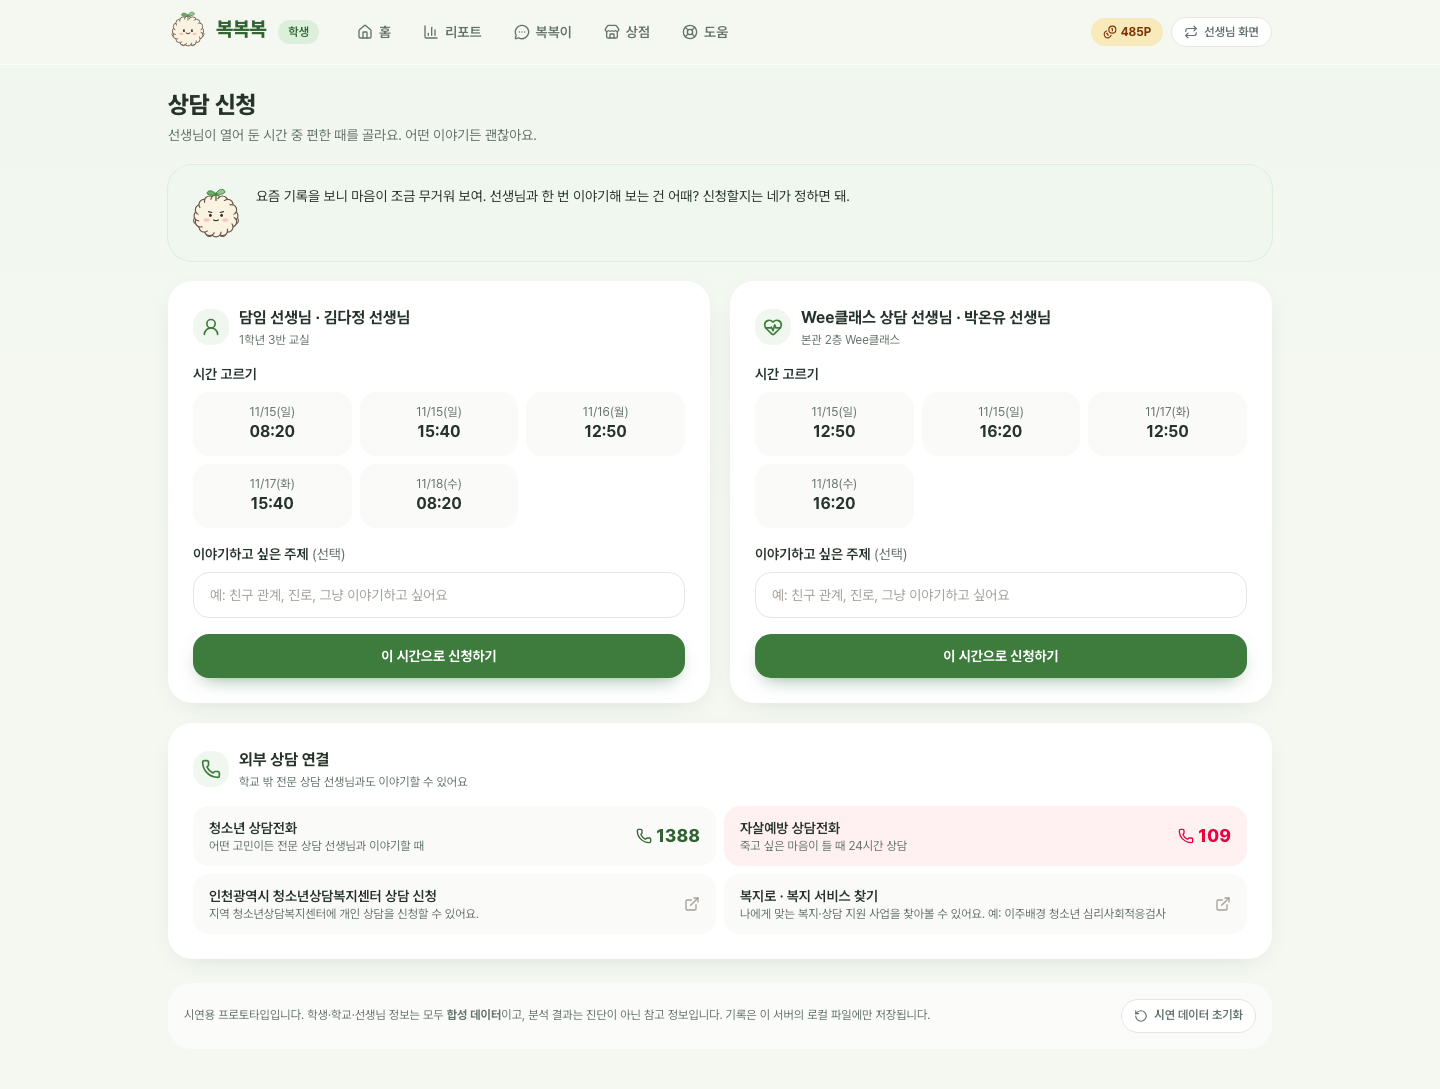 복복복
학생
홈
리포트
복복이
상점
도움
485P
선생님 화면
상담 신청
선생님이 열어 둔 시간 중 편한 때를 골라요. 어떤 이야기든 괜찮아요.
요즘 기록을 보니 마음이 조금 무거워 보여. 선생님과 한 번 이야기해 보는 건 어때? 신청할지는 네가 정하면 돼.
담임 선생님 · 김다정 선생님
1학년 3반 교실
시간 고르기
11/15(일)
08:20
11/15(일)
15:40
11/16(월)
12:50
11/17(화)
15:40
11/18(수)
08:20
이야기하고 싶은 주제 (선택)
예: 친구 관계, 진로, 그냥 이야기하고 싶어요
이 시간으로 신청하기
Wee클래스 상담 선생님 · 박온유 선생님
본관 2층 Wee클래스
시간 고르기
11/15(일)
12:50
11/15(일)
16:20
11/17(화)
12:50
11/18(수)
16:20
이야기하고 싶은 주제 (선택)
예: 친구 관계, 진로, 그냥 이야기하고 싶어요
이 시간으로 신청하기
외부 상담 연결
학교 밖 전문 상담 선생님과도 이야기할 수 있어요
청소년 상담전화
어떤 고민이든 전문 상담 선생님과 이야기할 때
1388
자살예방 상담전화
죽고 싶은 마음이 들 때 24시간 상담
109
인천광역시 청소년상담복지센터 상담 신청
지역 청소년상담복지센터에 개인 상담을 신청할 수 있어요.
복지로 · 복지 서비스 찾기
나에게 맞는 복지·상담 지원 사업을 찾아볼 수 있어요. 예: 이주배경 청소년 심리사회적응검사
시연용 프로토타입입니다. 학생·학교·선생님 정보는 모두 합성 데이터이고, 분석 결과는 진단이 아닌 참고 정보입니다. 기록은 이 서버의 로컬 파일에만 저장됩니다.
시연 데이터 초기화